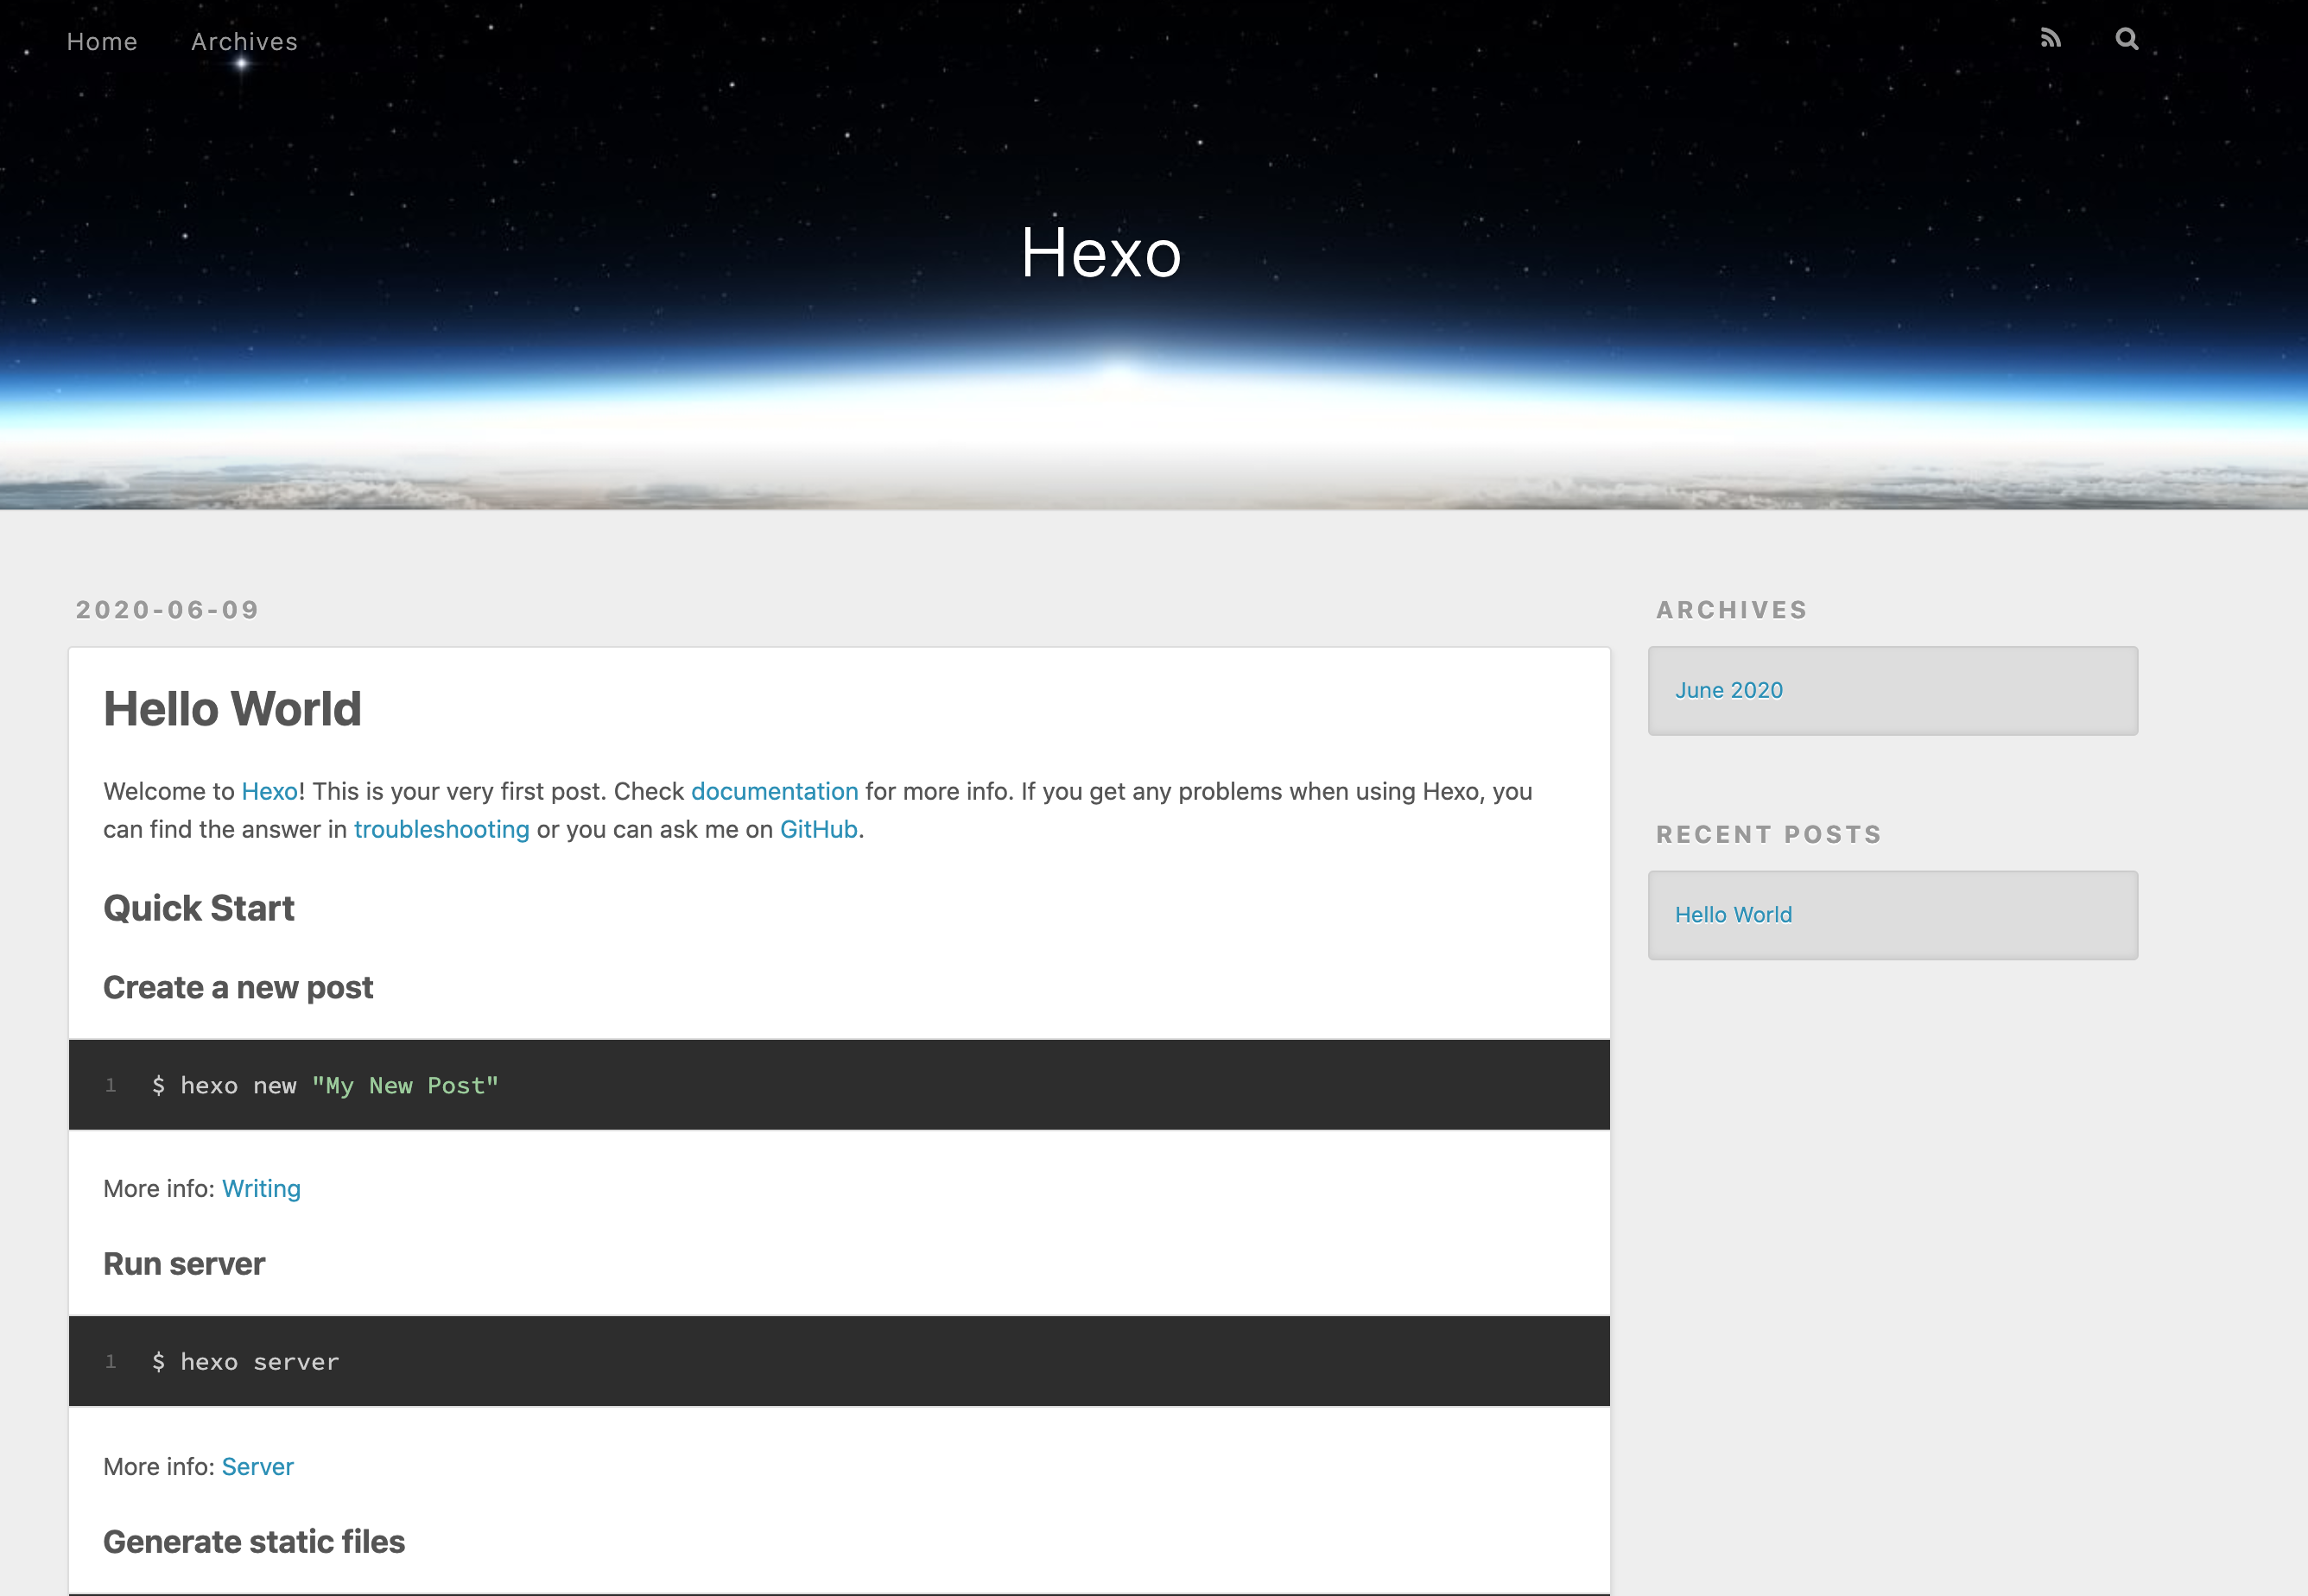 Home Archives
Hexo
2020-06-09
Hello World
Welcome to Hexo! This is your very first post. Check documentation for more info. If you get any problems when using Hexo, you
can find the answer in troubleshooting or you can ask me on GitHub.
Quick Start
Create a new post
1 $ hexo new "My New Post"
More info: Writing
Run server
1 $ hexo server
More info: Server
Generate static files
ARCHIVES
June 2020
RECENT POSTS
Hello World